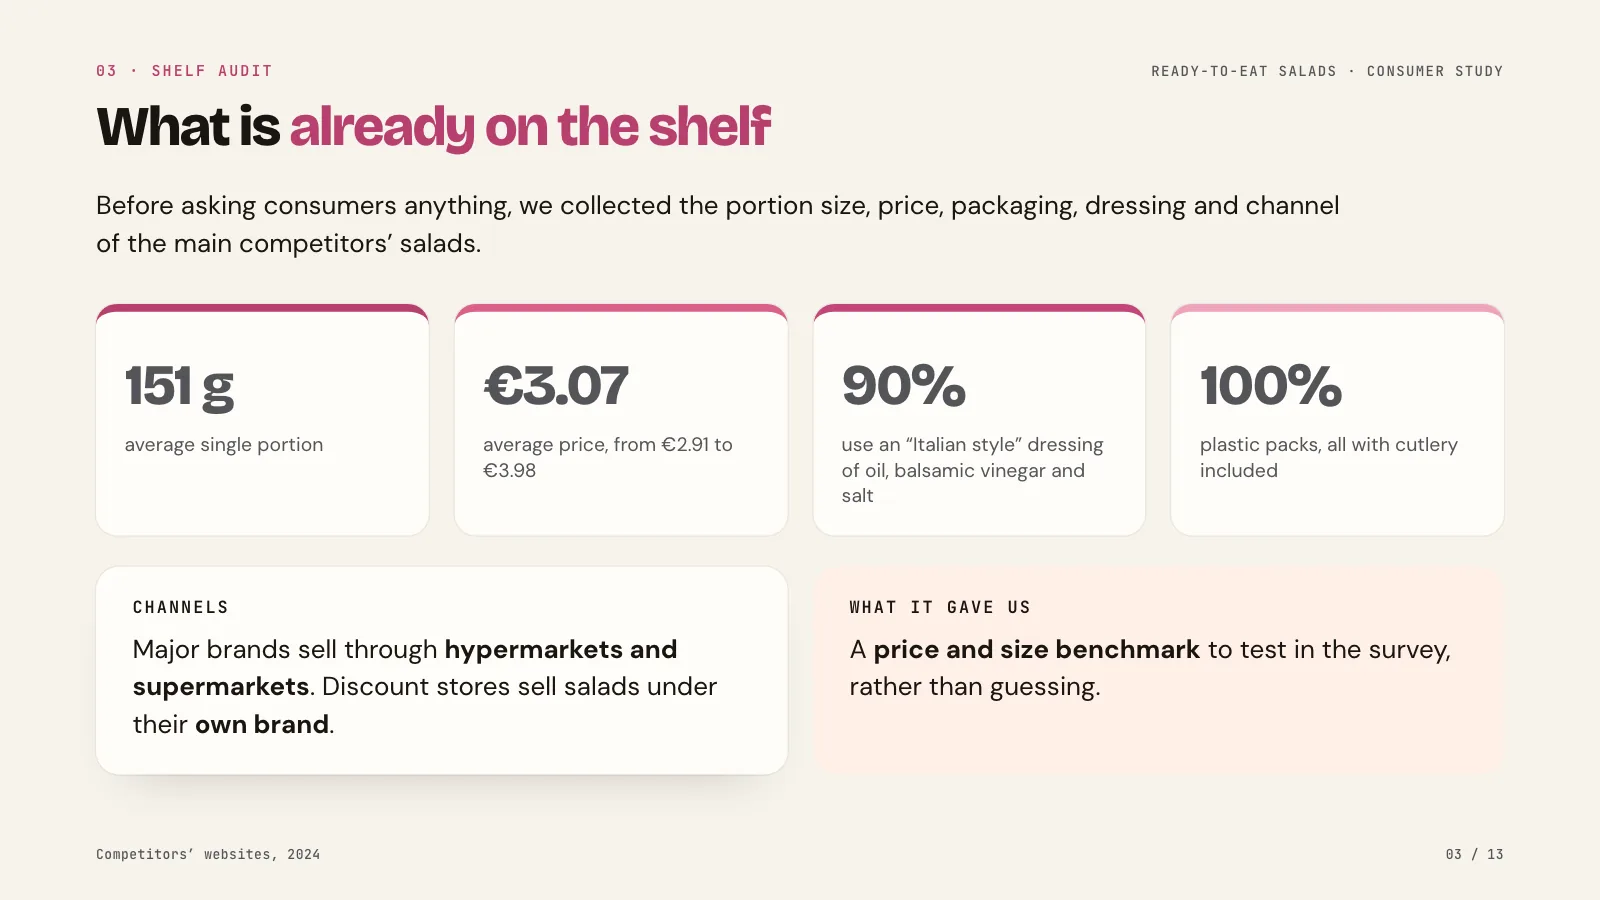 03 · SHELF AUDIT
READY-TO-EAT SALADS · CONSUMER STUDY
What is already on the shelf
Before asking consumers anything, we collected the portion size, price, packaging, dressing and channel
of the main competitors’ salads.
151 g
average single portion
€3.07
average price, from €2.91 to
€3.98
90%
use an “Italian style” dressing
of oil, balsamic vinegar and
salt
100%
plastic packs, all with cutlery
included
CHANNELS
Major brands sell through hypermarkets and
supermarkets. Discount stores sell salads under
their own brand.
WHAT IT GAVE US
A price and size benchmark to test in the survey,
rather than guessing.
Competitors’ websites, 2024
03 / 13